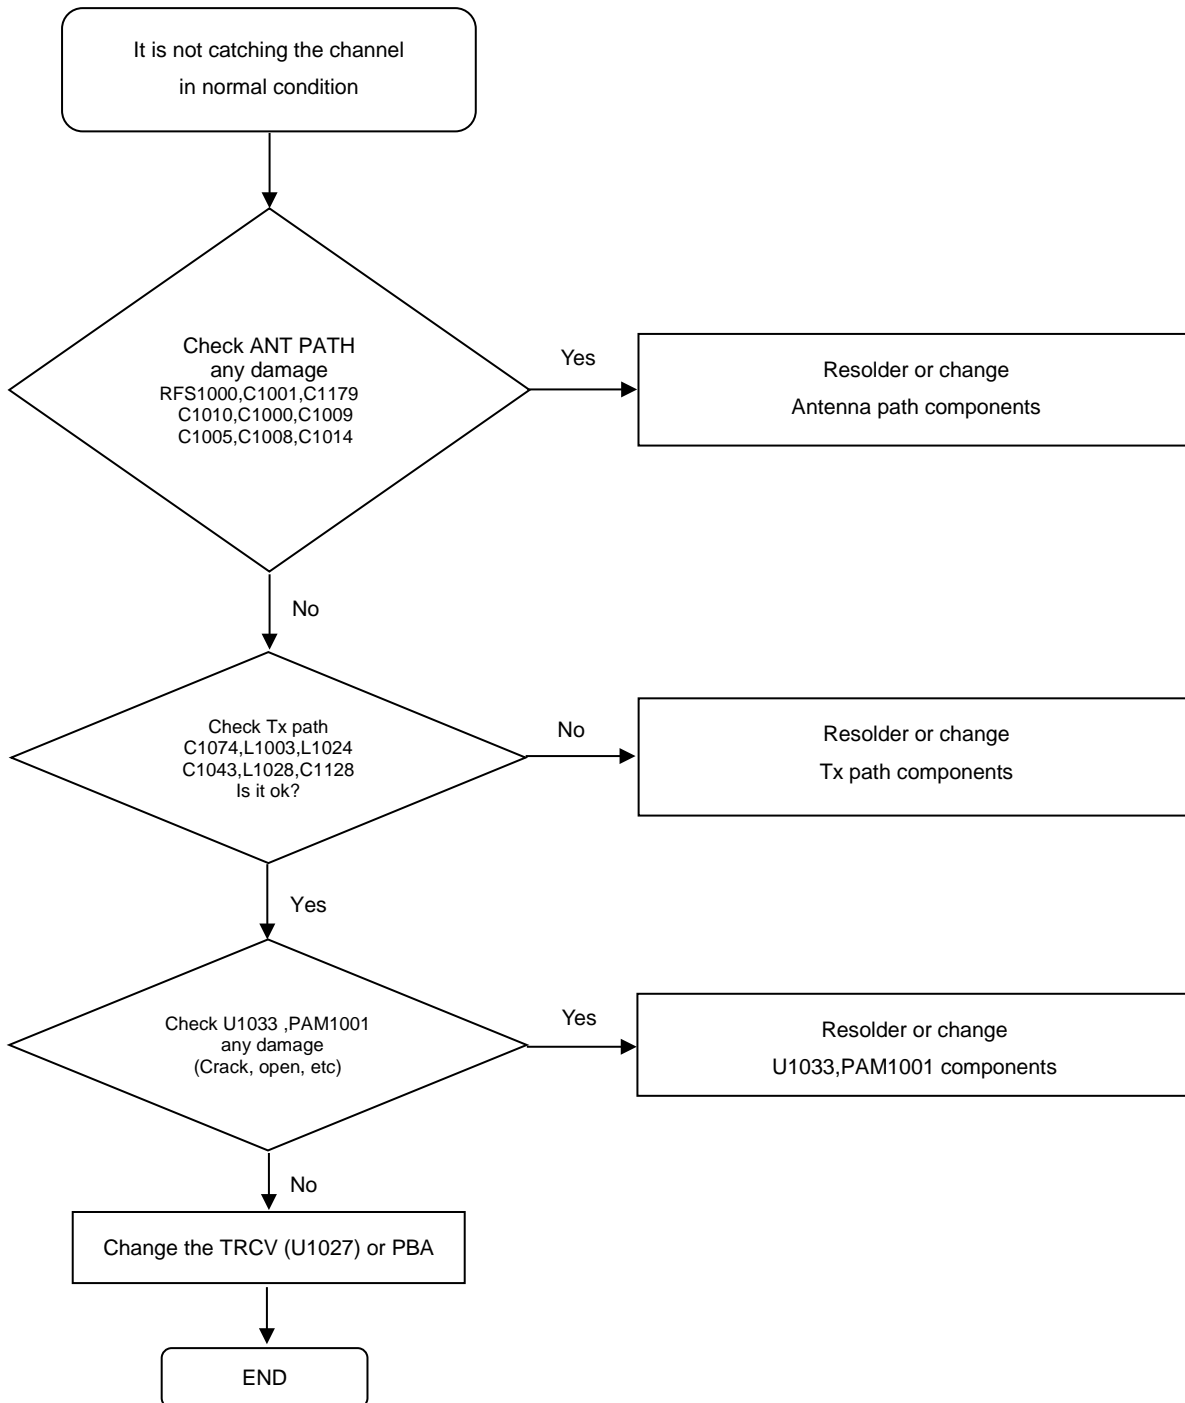 It is not catching the channel
in normal condition
Check ANT PATH
any damage
RFS1000,C1001,C1179
C1010,C1000,C1009
C1005,C1008,C1014
Yes
Resolder or change
Antenna path components
No
Check Tx path
C1074,L1003,L1024
C1043,L1028,C1128
Is it ok?
No
Resolder or change
Tx path components
Yes
Check U1033 ,PAM1001
any damage
(Crack, open, etc)
Yes
Resolder or change
U1033,PAM1001 components
No
Change the TRCV (U1027) or PBA
END